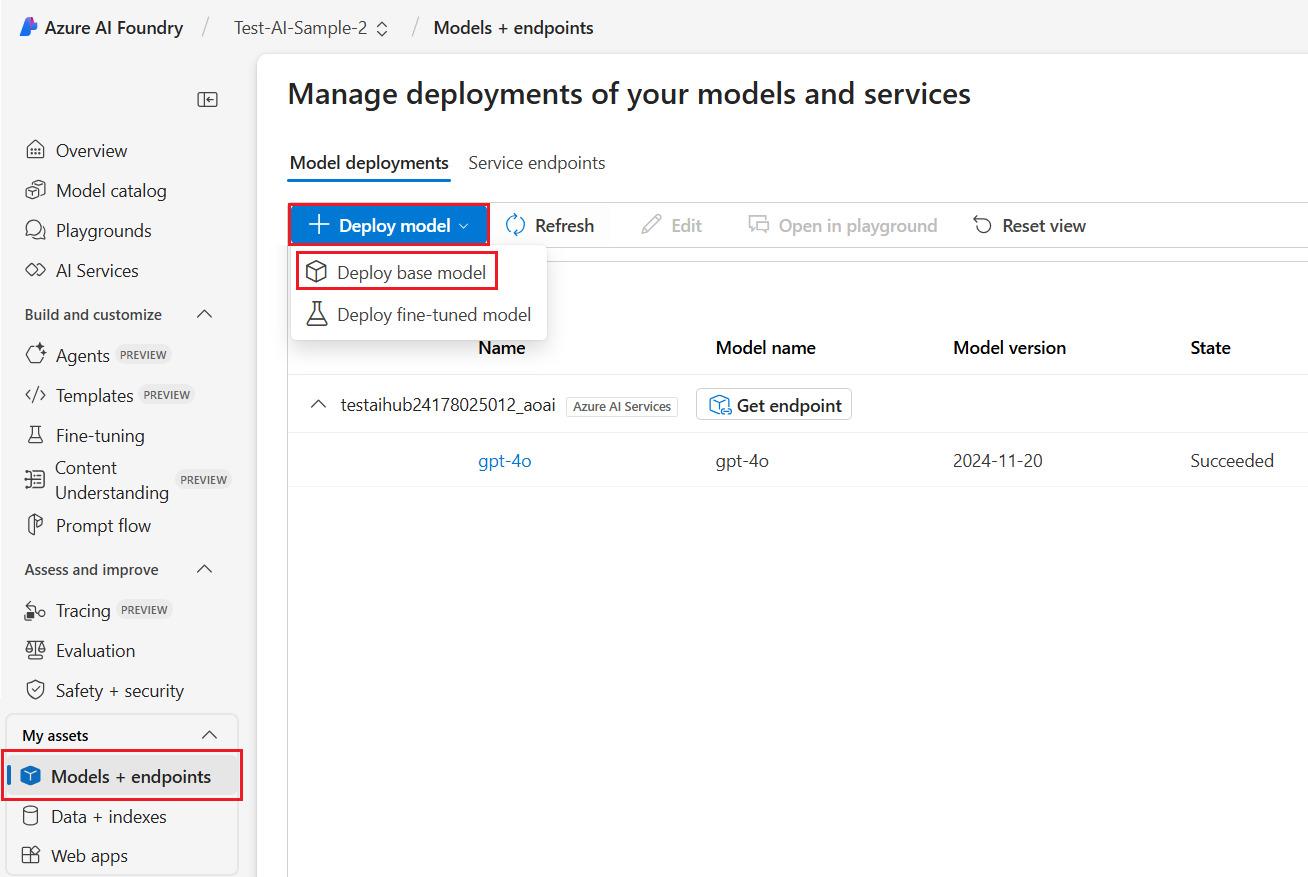 Azure AI Foundry / Test-AI-Sample-2 / Models + endpoints
Manage deployments of your models and services
Overview
Model catalog
Playgrounds
AI Services
Build and customize
Agents PREVIEW
Templates PREVIEW
Fine-tuning
Content
Understanding PREVIEW
Prompt flow
Assess and improve
Tracing PREVIEW
Evaluation
Safety + security
My assets
Models + endpoints
Data + indexes
Web apps
Model deployments Service endpoints
Deploy model Refresh Edit Open in playground Reset view
Deploy base model
Deploy fine-tuned model
Name Model name Model version State
testaihub24178025012_aoai Azure AI Services Get endpoint
gpt-4o gpt-4o 2024-11-20 Succeeded